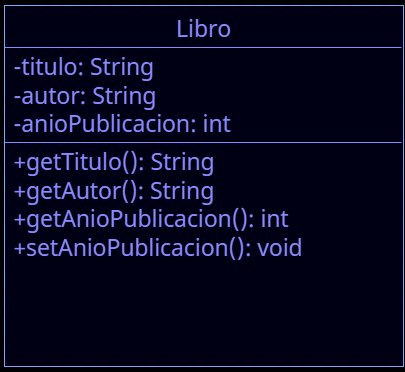 Libro
-titulo: String
-autor: String
-anioPublicacion: int
+getTitulo(): String
+getAutor(): String
+getAnioPublicacion(): int
+setAnioPublicacion(): void